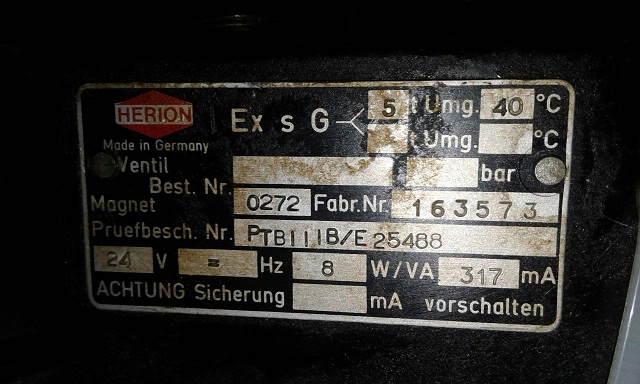 HERION
Made in Germany
Ex s G 5 t Umg. 40 °C
t Umg. °C
Ventil
Best. Nr. bar
Magnet 0272 Fabr.Nr. 163573
Pruefbesch. Nr. PTB111B/E25488
24 V = Hz 8 W/VA 317 mA
ACHTUNG Sicherung mA vorschalten